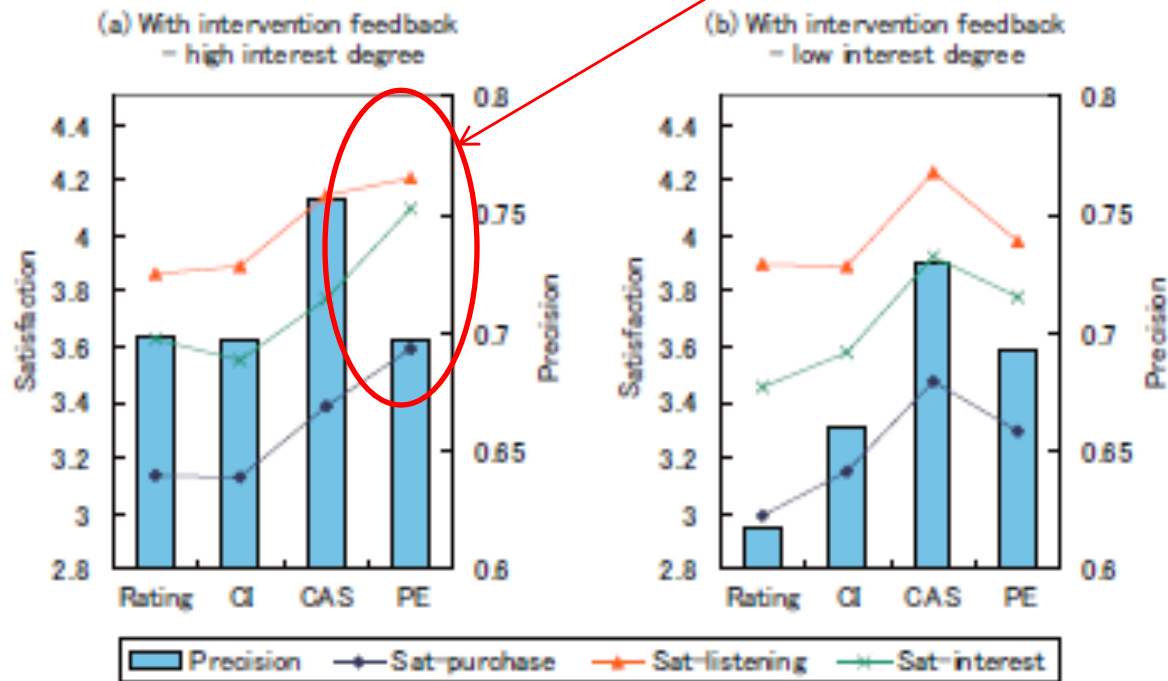 (a) With intervention feedback
- high interest degree
(b) With intervention feedback
- low interest degree
4.4
4.2
4
3.8
3.6
3.4
3.2
3
2.8
Satisfaction
0.8
0.75
0.7
0.65
0.6
Precision
Rating CI CAS PE
4.4
4.2
4
3.8
3.6
3.4
3.2
3
2.8
Satisfaction
0.8
0.75
0.7
0.65
0.6
Precision
Rating CI CAS PE
Precision Sat-purchase Sat-listening Sat-interest